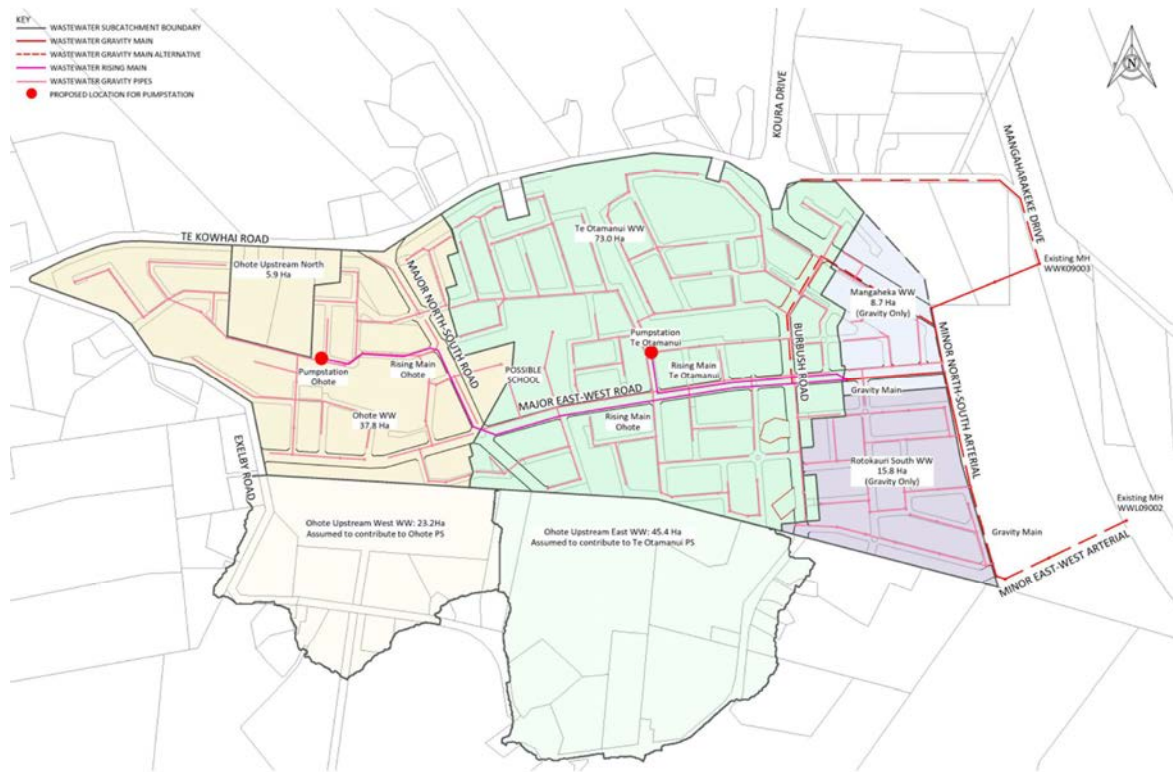 KEY
WASTEWATER SUBCATCHMENT BOUNDARY
WASTEWATER GRAVITY MAIN
WASTEWATER GRAVITY MAIN ALTERNATIVE
WASTEWATER RISING MAIN
WASTEWATER GRAVITY PIPES
PROPOSED LOCATION FOR PUMPSTATION
N
KOURA DRIVE
MANGAHARAKEKE DRIVE
TE KOWHAI ROAD
Ohote Upstream North
5.9 Ha
MAJOR NORTH-SOUTH ROAD
Te Otamanui WW
73.0 Ha
Existing MH
WWK09003
Mangaheka WW
8.7 Ha
(Gravity Only)
Pumpstation
Te Otamanui
BURBUSH ROAD
MINOR NORTH-SOUTH ARTERIAL
Pumpstation
Ohote
Rising Main
Ohote
POSSIBLE
SCHOOL
Rising Main
Te Otamanui
MAJOR EAST-WEST ROAD
Gravity Main
Rising Main
Ohote
Ohote WW
37.8 Ha
EXELBY ROAD
Rotokauri South WW
15.8 Ha
(Gravity Only)
Existing MH
WWL09002
Ohote Upstream West WW: 23.2Ha
Assumed to contribute to Ohote PS
Ohote Upstream East WW: 45.4 Ha
Assumed to contribute to Te Otamanui PS
Gravity Main
MINOR EAST-WEST ARTERIAL